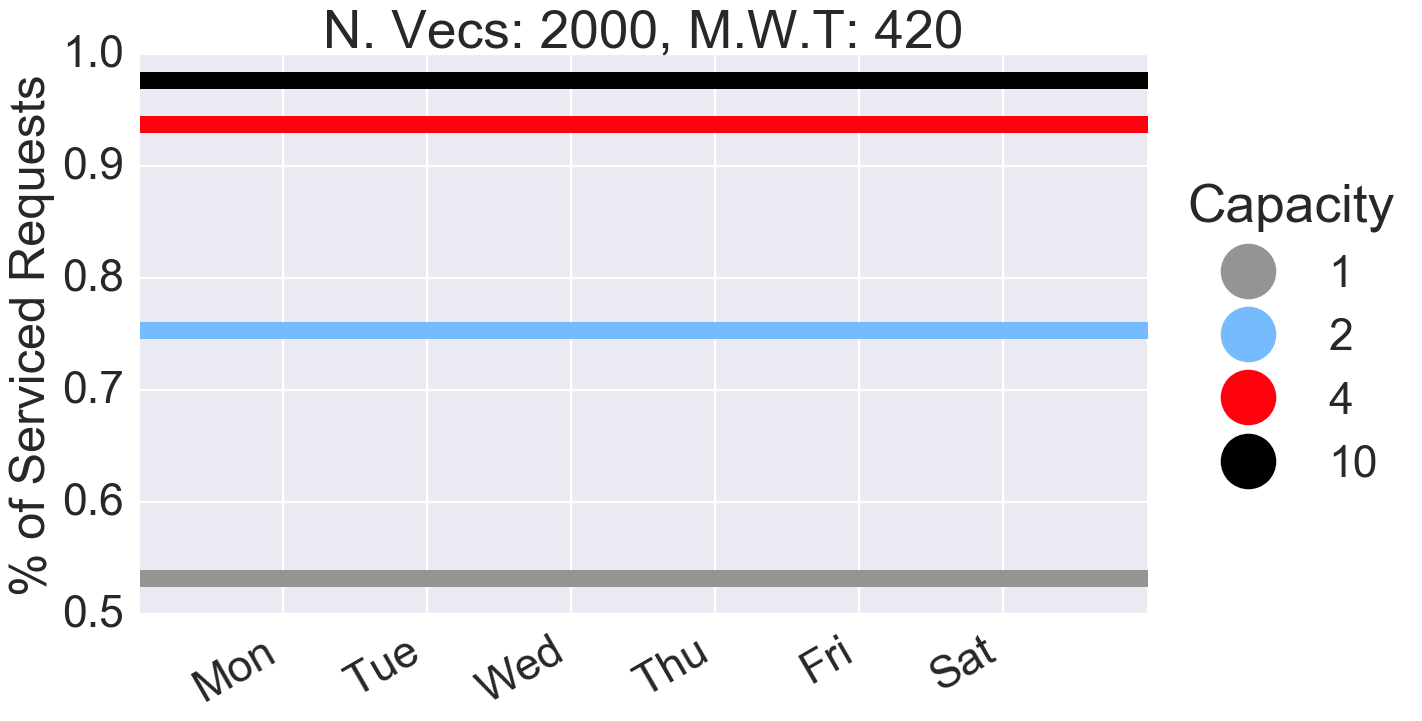 N. Vecs: 2000, M.W.T: 420
% of Serviced Requests
1.0
0.9
0.8
0.7
0.6
0.5
Mon Tue Wed Thu Fri Sat
Capacity
1
2
4
10